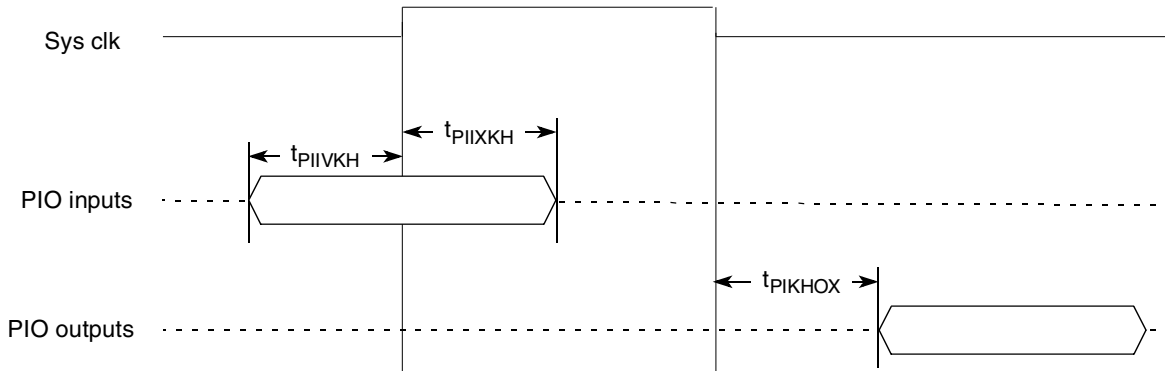 Sys clk
tPIIXKH
tPIIVKH
PIO inputs
tPIKHOX
PIO outputs